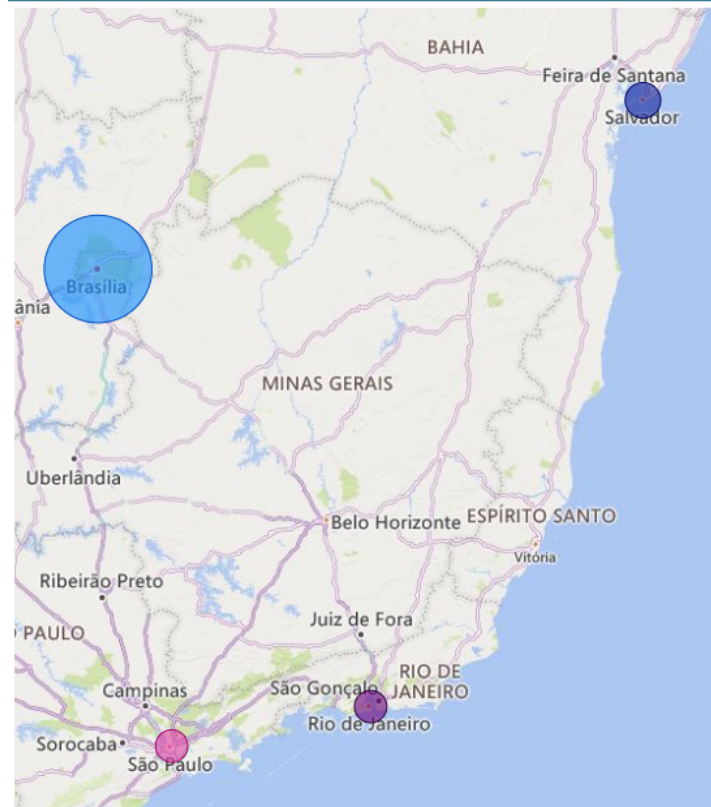 BAHIA
Feira de Santana
Salvador
Brasília
ânia
MINAS GERAIS
Uberlândia
Belo Horizonte
ESPÍRITO SANTO
Vitória
Ribeirão Preto
Juiz de Fora
PAULO
RIO DE
JANEIRO
São Gonçalo
Campinas
Rio de Janeiro
Sorocaba
São Paulo